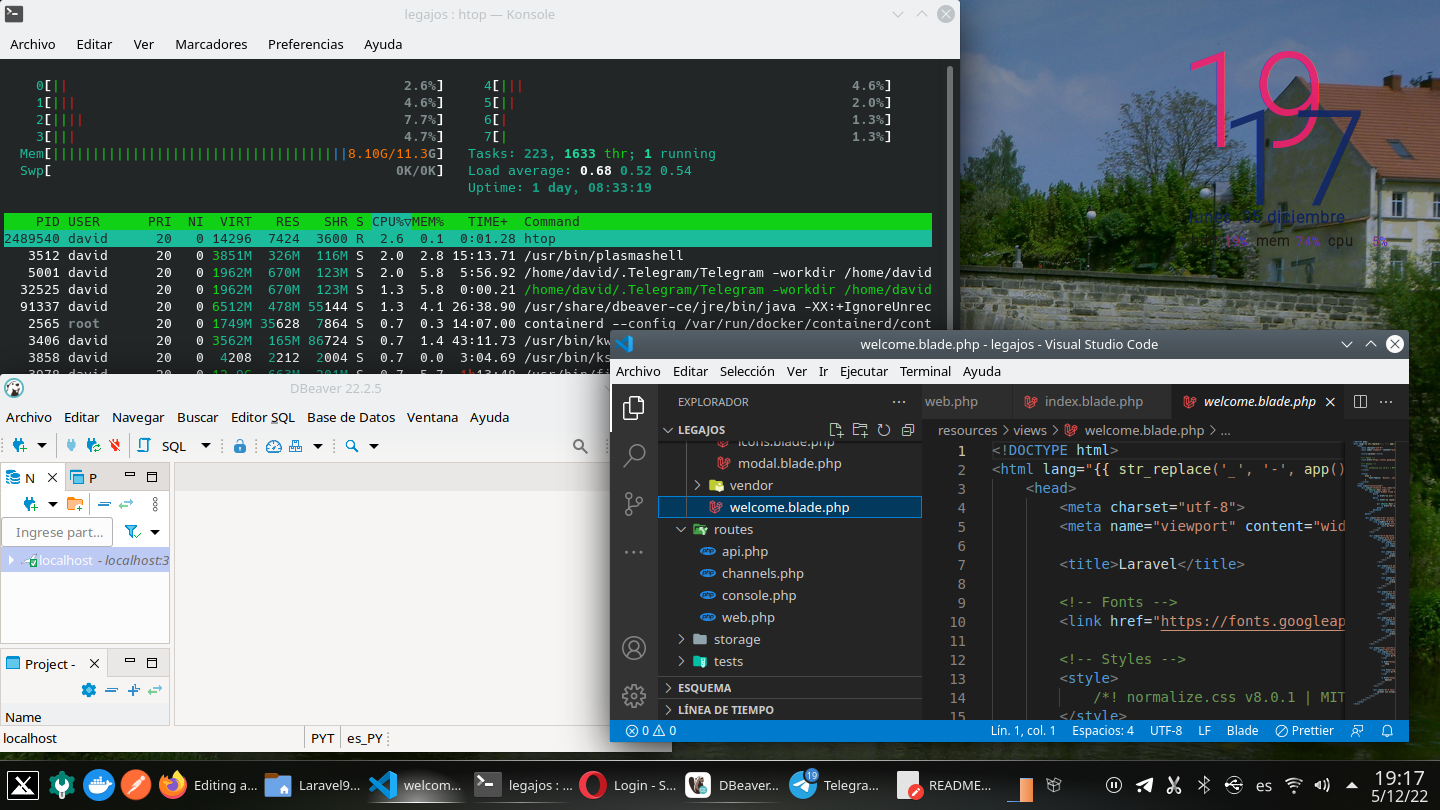 legajos : htop — Konsole
Archivo Editar Ver Marcadores Preferencias Ayuda
0[|| 2.6%] 4[||| 4.6%]
1[||| 4.6%] 5[|| 2.0%]
2[|||| 7.7%] 6[| 1.3%]
3[||| 4.7%] 7[| 1.3%]
Mem[||||||||||||||||||||||||||||||||||||||8.10G/11.3G] Tasks: 223, 1633 thr; 1 running
Swp[ 0K/0K] Load average: 0.68 0.52 0.54
Uptime: 1 day, 08:33:19
PID USER PRI NI VIRT RES SHR S CPU%▽MEM% TIME+ Command
2489540 david 20 0 14296 7424 3600 R 2.6 0.1 0:01.28 htop
3512 david 20 0 3851M 326M 116M S 2.0 2.8 15:13.71 /usr/bin/plasmashell
5001 david 20 0 1962M 670M 123M S 2.0 5.8 5:56.92 /home/david/.Telegram/Telegram -workdir /home/david
32525 david 20 0 1962M 670M 123M S 1.3 5.8 0:00.21 /home/david/.Telegram/Telegram -workdir /home/david
91337 david 20 0 6512M 478M 55144 S 1.3 4.1 26:38.90 /usr/share/dbeaver-ce/jre/bin/java -XX:+IgnoreUnrec
2565 root 20 0 1749M 35628 7864 S 0.7 0.3 14:07.00 containerd --config /var/run/docker/containerd/cont
3406 david 20 0 3562M 165M 86724 S 0.7 1.4 43:11.73 /usr/bin/kw
3858 david 20 0 4208 2212 2004 S 0.7 0.0 3:04.69 /usr/bin/ks
19
17
lunes 05 diciembre
mem cpu 5%
DBeaver 22.2.5
Archivo Editar Navegar Buscar Editor SQL Base de Datos Ventana Ayuda
SQL
N P
Ingrese part...
localhost - localhost:3
Project -
Name
localhost PYT es_PY
welcome.blade.php - legajos - Visual Studio Code
Archivo Editar Selección Ver Ir Ejecutar Terminal Ayuda
EXPLORADOR ···
LEGAJOS
icons.blade.php
modal.blade.php
vendor
welcome.blade.php
routes
api.php
channels.php
console.php
web.php
storage
tests
ESQUEMA
LÍNEA DE TIEMPO
web.php index.blade.php welcome.blade.php ···
resources > views > welcome.blade.php > ...
1 <!DOCTYPE html>
2 <html lang="{{ str_replace('_', '-', app()
3 <head>
4 <meta charset="utf-8">
5 <meta name="viewport" content="wid
6
7 <title>Laravel</title>
8
9 <!-- Fonts -->
10 <link href="https://fonts.googleap
11
12 <!-- Styles -->
13 <style>
14 /*! normalize.css v8.0.1 | MIT
15 </style>
0 0 Lín. 1, col. 1 Espacios: 4 UTF-8 LF Blade Prettier
Editing a... Laravel9... welcom... legajos : ... Login - S... DBeaver... 19 Telegra... README... es 19:17
5/12/22